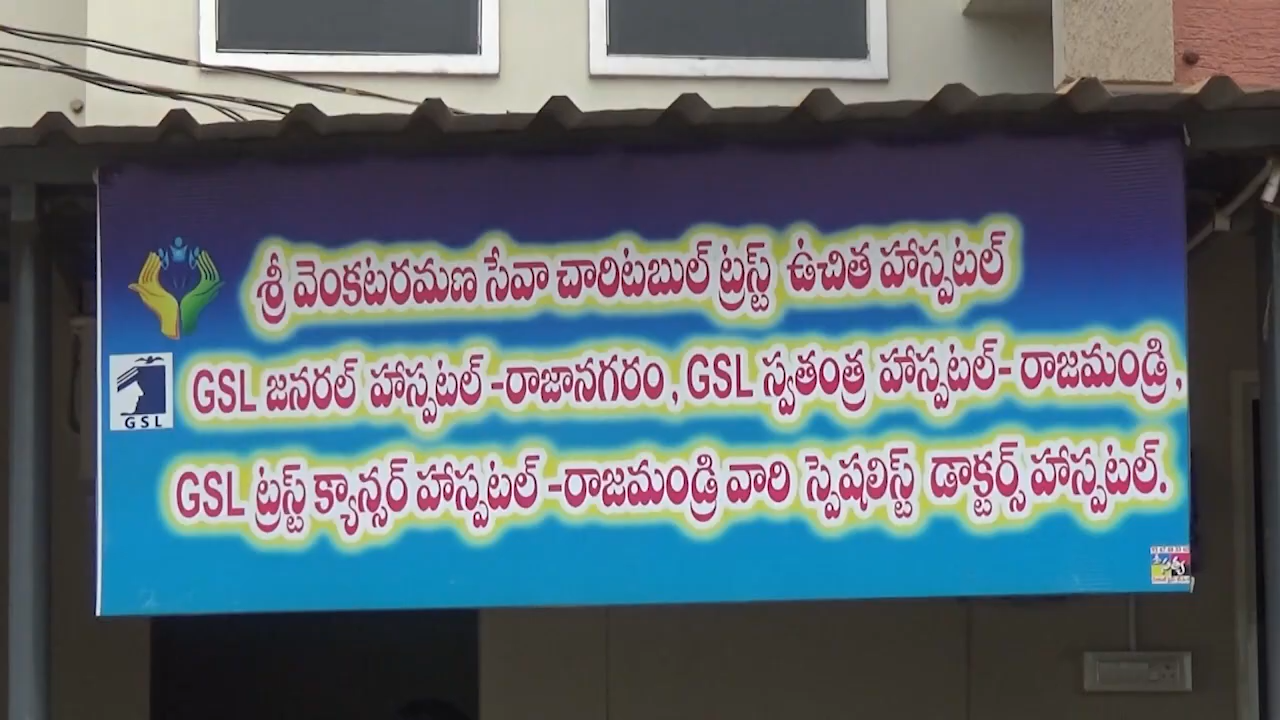 శ్రీ వెంకటరమణ సేవా చారిటబుల్ ట్రస్ట్ ఉచిత హాస్పటల్
GSL జనరల్ హాస్పటల్ -రాజానగరం, GSL స్వతంత్ర హాస్పటల్- రాజమండ్రి,
GSL
GSL ట్రస్ట్ క్యాన్సర్ హాస్పటల్ -రాజమండ్రి వారి స్పెషలిస్ట్ డాక్టర్స్ హాస్పటల్.